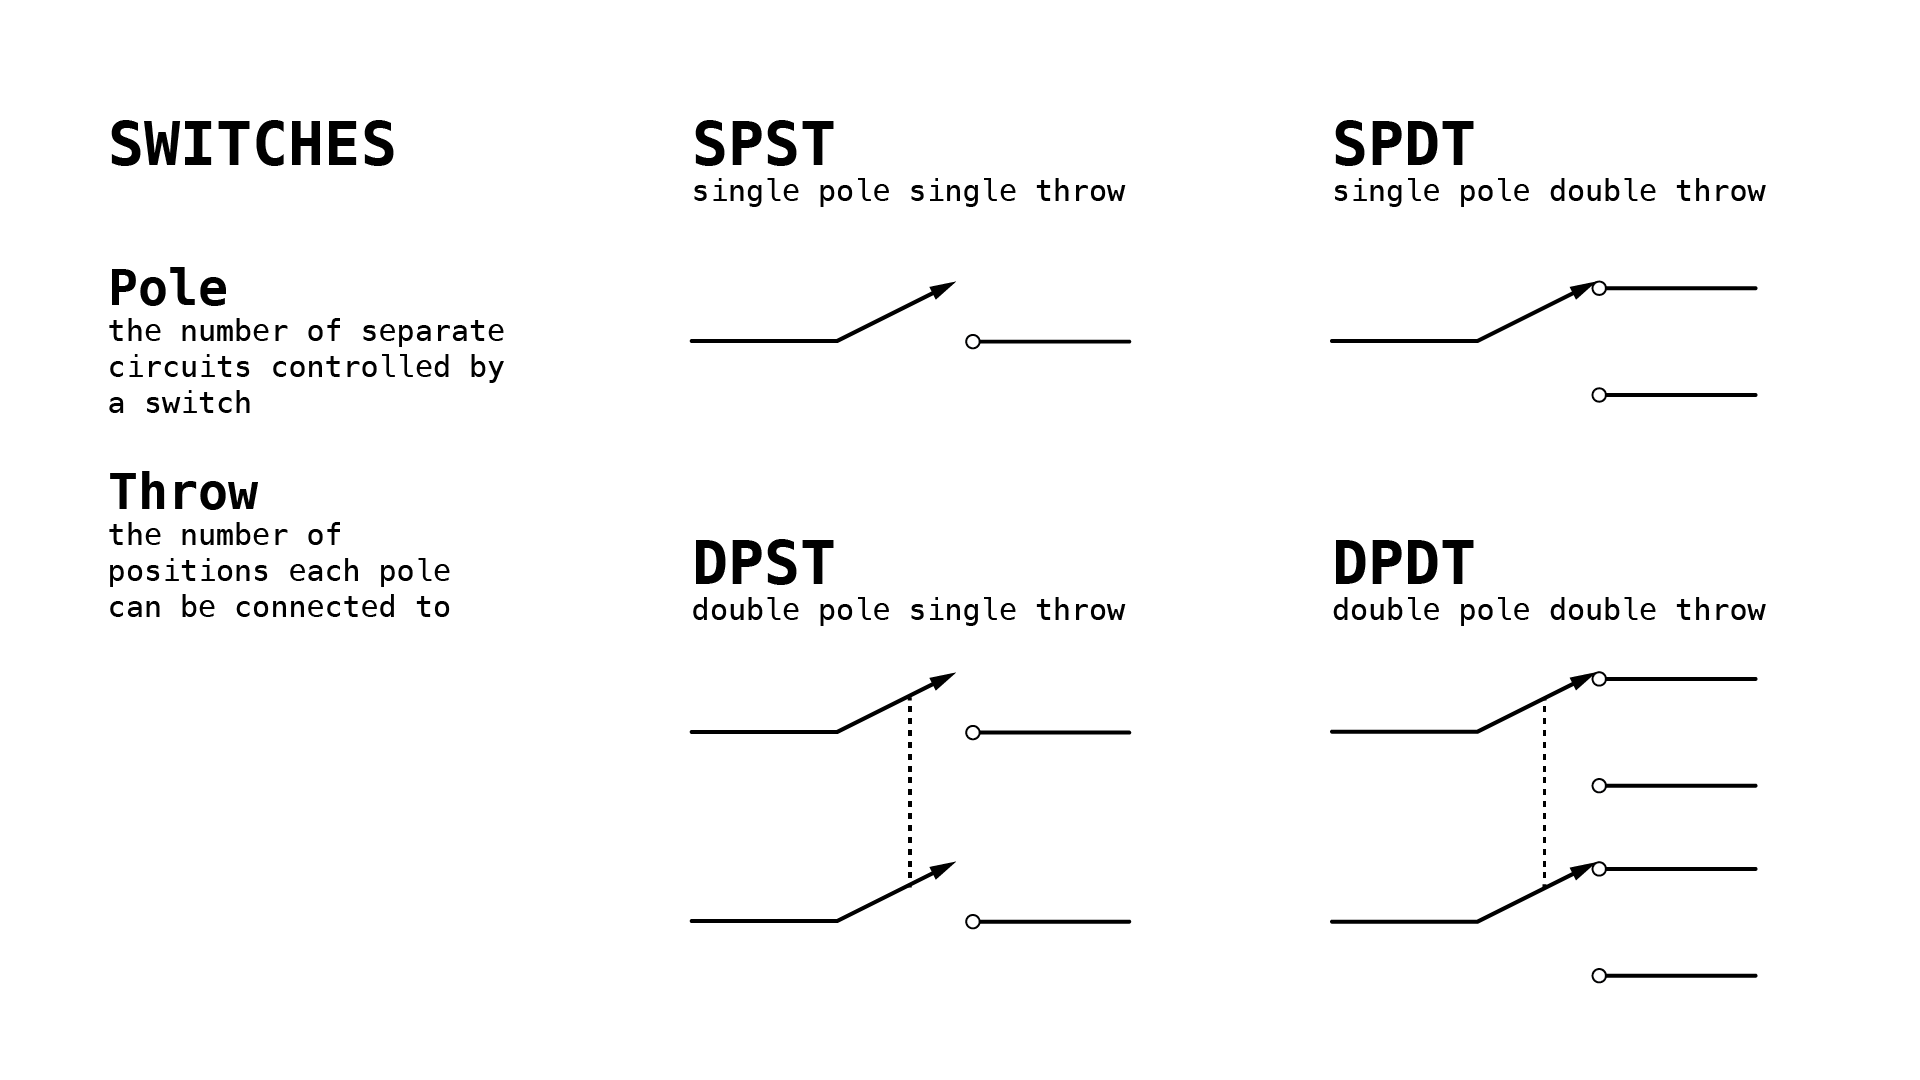 SWITCHES
Pole
the number of separate
circuits controlled by
a switch
Throw
the number of
positions each pole
can be connected to
SPST
single pole single throw
SPDT
single pole double throw
DPST
double pole single throw
DPDT
double pole double throw